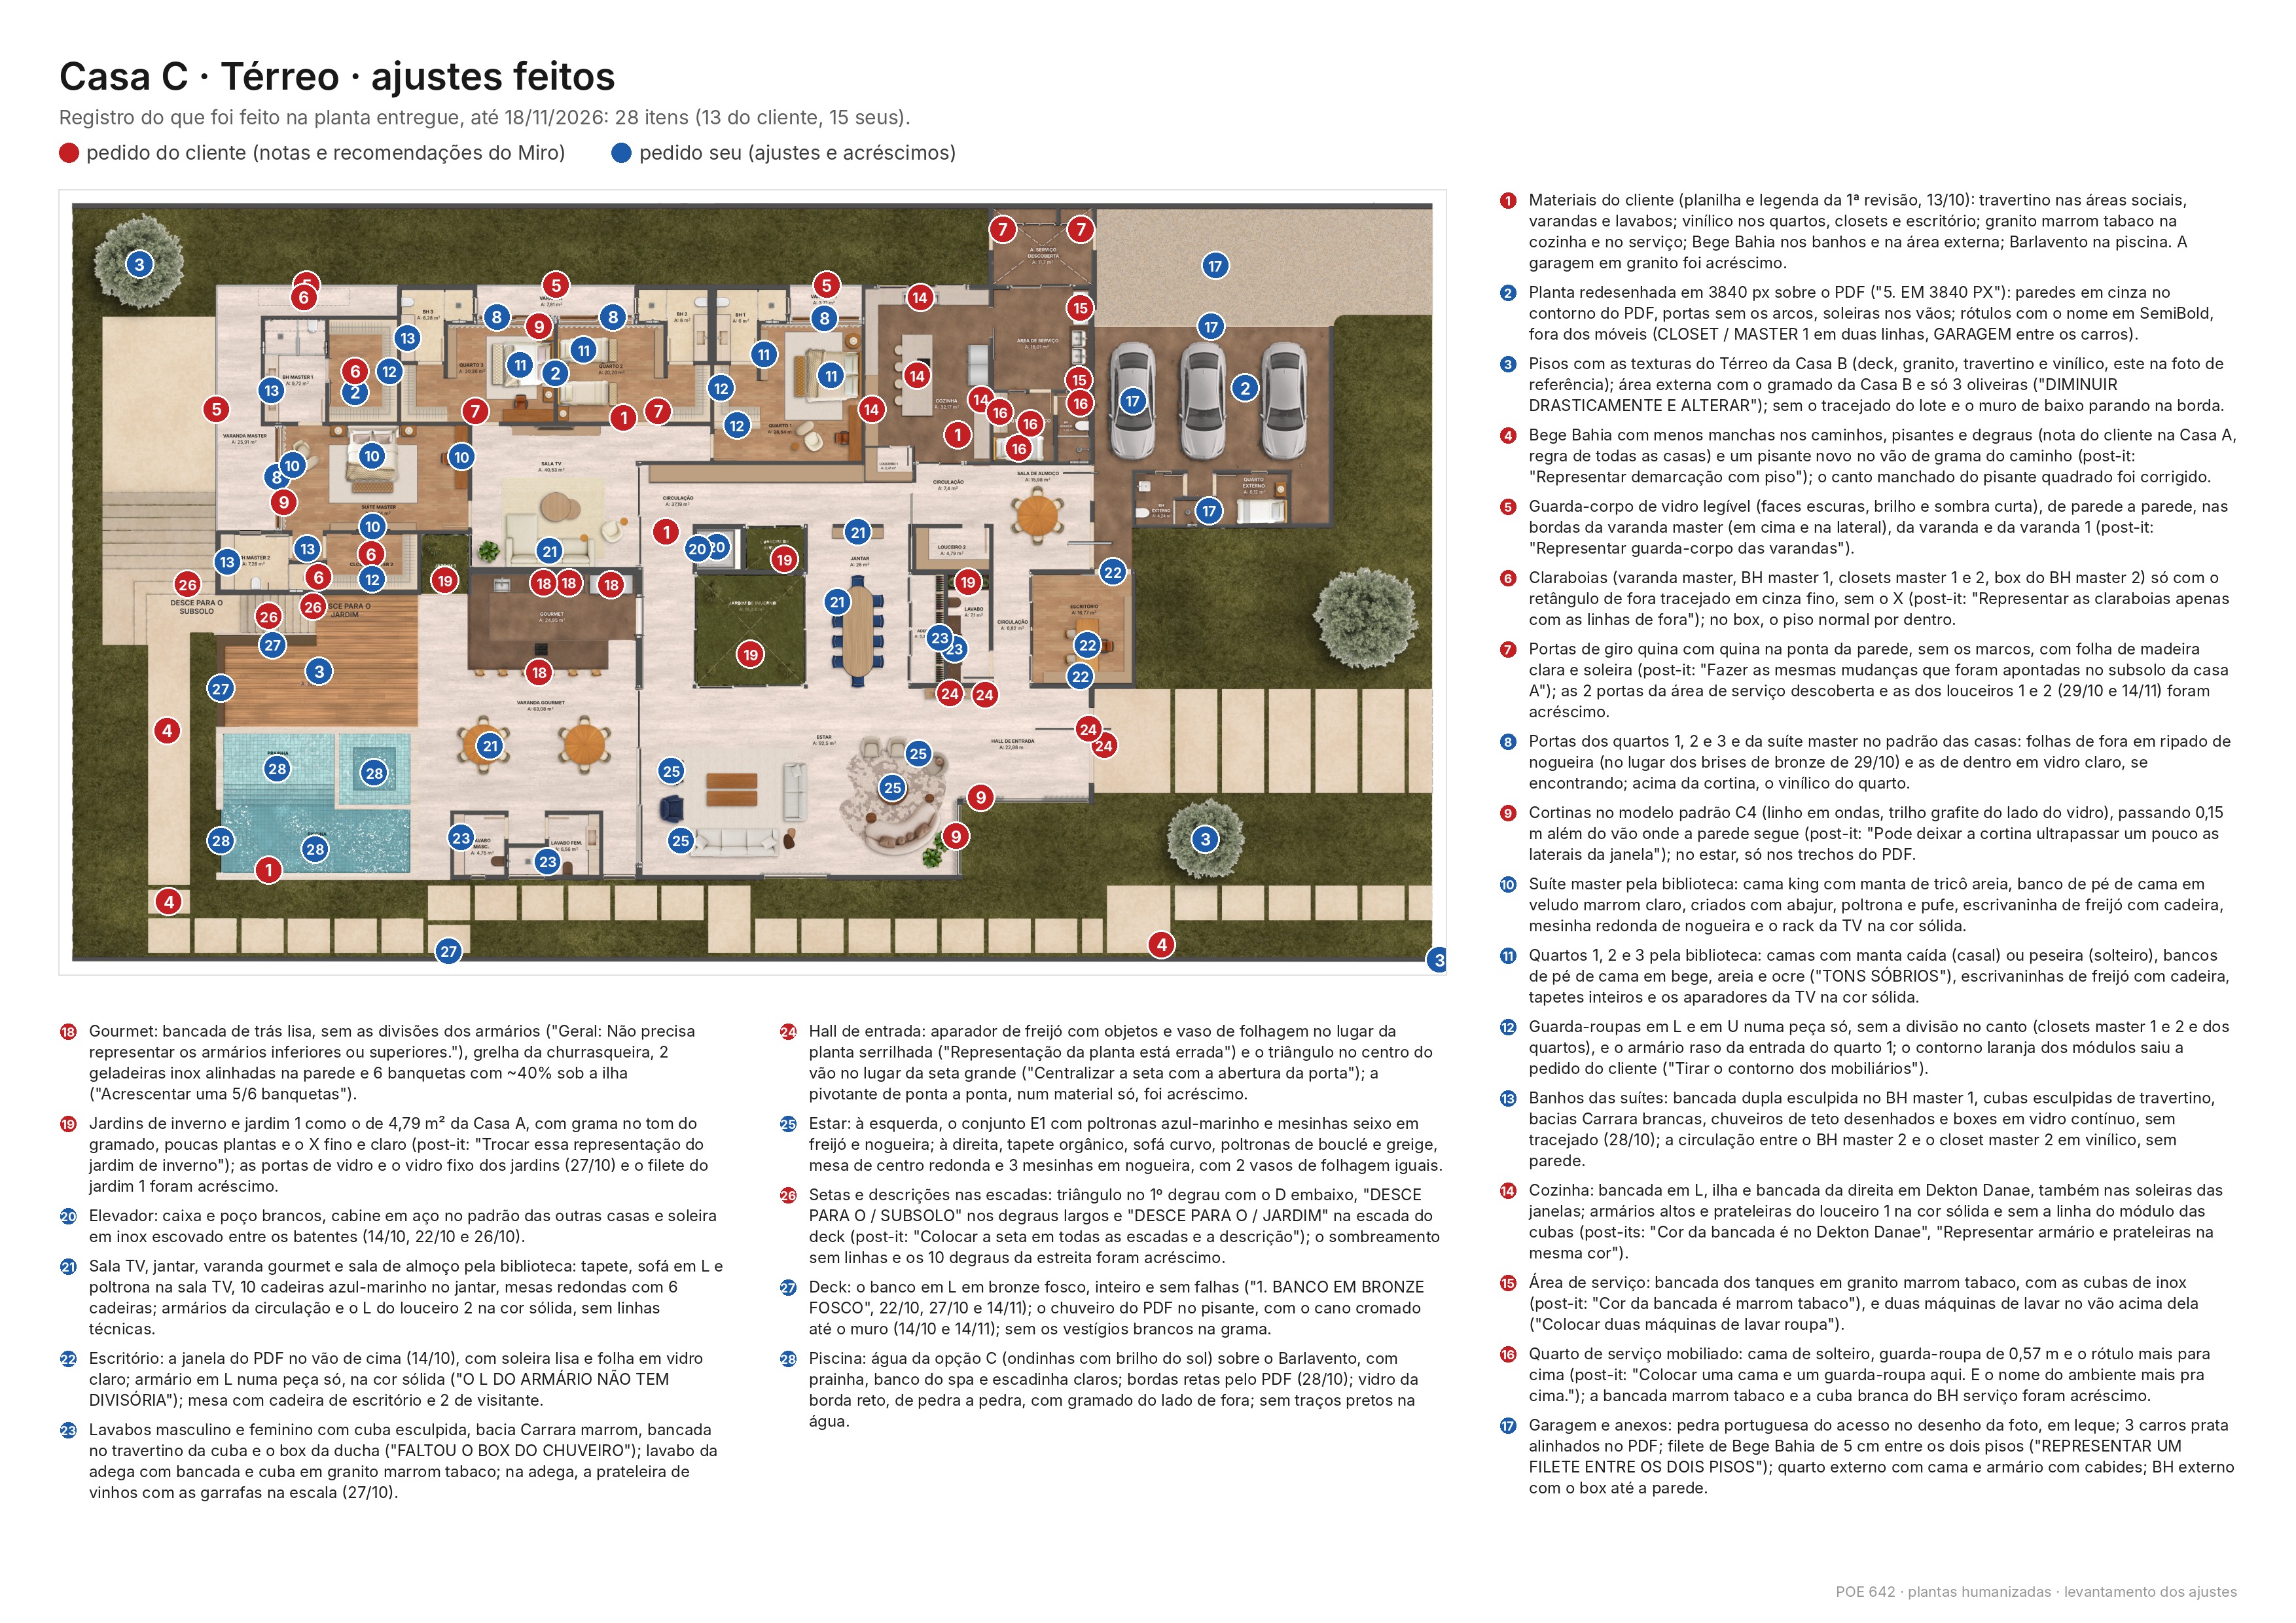 Casa C · Térreo · ajustes feitos
Registro do que foi feito na planta entregue, até 18/11/2026: 28 itens (13 do cliente, 15 seus).
pedido do cliente (notas e recomendações do Miro)
pedido seu (ajustes e acréscimos)
A. SERVIÇO
DESCOBERTA
BH 3
BH 2
BH 1
BH MASTER 1
QUARTO 3
QUARTO 2
QUARTO 1
COZINHA
ÁREA DE SERVIÇO
VARANDA MASTER
SUÍTE MASTER
SALA TV
CIRCULAÇÃO
CIRCULAÇÃO
SALA DE ALMOÇO
BH
EXTERNO
QUARTO
EXTERNO
LOUCEIRO 2
JANTAR
DESCE PARA O
SUBSOLO
GOURMET
LAVABO
CIRCULAÇÃO
ESCRITÓRIO
VARANDA GOURMET
ESTAR
HALL DE ENTRADA
LAVABO FEM.
1 Materiais do cliente (planilha e legenda da 1ª revisão, 13/10): travertino nas áreas sociais,
varandas e lavabos; vinílico nos quartos, closets e escritório; granito marrom tabaco na
cozinha e no serviço; Bege Bahia nos banhos e na área externa; Barlavento na piscina. A
garagem em granito foi acréscimo.
2 Planta redesenhada em 3840 px sobre o PDF ("5. EM 3840 PX"): paredes em cinza no
contorno do PDF, portas sem os arcos, soleiras nos vãos; rótulos com o nome em SemiBold,
fora dos móveis (CLOSET / MASTER 1 em duas linhas, GARAGEM entre os carros).
3 Pisos com as texturas do Térreo da Casa B (deck, granito, travertino e vinílico, este na foto de
referência); área externa com o gramado da Casa B e só 3 oliveiras ("DIMINUIR
DRASTICAMENTE E ALTERAR"); sem o tracejado do lote e o muro de baixo parando na borda.
4 Bege Bahia com menos manchas nos caminhos, pisantes e degraus (nota do cliente na Casa A,
regra de todas as casas) e um pisante novo no vão de grama do caminho (post-it:
"Representar demarcação com piso"); o canto manchado do pisante quadrado foi corrigido.
5 Guarda-corpo de vidro legível (faces escuras, brilho e sombra curta), de parede a parede, nas
bordas da varanda master (em cima e na lateral), da varanda e da varanda 1 (post-it:
"Representar guarda-corpo das varandas").
6 Claraboias (varanda master, BH master 1, closets master 1 e 2, box do BH master 2) só com o
retângulo de fora tracejado em cinza fino, sem o X (post-it: "Representar as claraboias apenas
com as linhas de fora"); no box, o piso normal por dentro.
7 Portas de giro quina com quina na ponta da parede, sem os marcos, com folha de madeira
clara e soleira (post-it: "Fazer as mesmas mudanças que foram apontadas no subsolo da casa
A"); as 2 portas da área de serviço descoberta e as dos louceiros 1 e 2 (29/10 e 14/11) foram
acréscimo.
8 Portas dos quartos 1, 2 e 3 e da suíte master no padrão das casas: folhas de fora em ripado de
nogueira (no lugar dos brises de bronze de 29/10) e as de dentro em vidro claro, se
encontrando; acima da cortina, o vinílico do quarto.
9 Cortinas no modelo padrão C4 (linho em ondas, trilho grafite do lado do vidro), passando 0,15
m além do vão onde a parede segue (post-it: "Pode deixar a cortina ultrapassar um pouco as
laterais da janela"); no estar, só nos trechos do PDF.
10 Suíte master pela biblioteca: cama king com manta de tricô areia, banco de pé de cama em
veludo marrom claro, criados com abajur, poltrona e pufe, escrivaninha de freijó com cadeira,
mesinha redonda de nogueira e o rack da TV na cor sólida.
11 Quartos 1, 2 e 3 pela biblioteca: camas com manta caída (casal) ou peseira (solteiro), bancos
de pé de cama em bege, areia e ocre ("TONS SÓBRIOS"), escrivaninhas de freijó com cadeira,
tapetes inteiros e os aparadores da TV na cor sólida.
12 Guarda-roupas em L e em U numa peça só, sem a divisão no canto (closets master 1 e 2 e dos
quartos), e o armário raso da entrada do quarto 1; o contorno laranja dos módulos saiu a
pedido do cliente ("Tirar o contorno dos mobiliários").
13 Banhos das suítes: bancada dupla esculpida no BH master 1, cubas esculpidas de travertino,
bacias Carrara brancas, chuveiros de teto desenhados e boxes em vidro contínuo, sem
tracejado (28/10); a circulação entre o BH master 2 e o closet master 2 em vinílico, sem
parede.
14 Cozinha: bancada em L, ilha e bancada da direita em Dekton Danae, também nas soleiras das
janelas; armários altos e prateleiras do louceiro 1 na cor sólida e sem a linha do módulo das
cubas (post-its: "Cor da bancada é no Dekton Danae", "Representar armário e prateleiras na
mesma cor").
15 Área de serviço: bancada dos tanques em granito marrom tabaco, com as cubas de inox
(post-it: "Cor da bancada é marrom tabaco"), e duas máquinas de lavar no vão acima dela
("Colocar duas máquinas de lavar roupa").
16 Quarto de serviço mobiliado: cama de solteiro, guarda-roupa de 0,57 m e o rótulo mais para
cima (post-it: "Colocar uma cama e um guarda-roupa aqui. E o nome do ambiente mais pra
cima."); a bancada marrom tabaco e a cuba branca do BH serviço foram acréscimo.
17 Garagem e anexos: pedra portuguesa do acesso no desenho da foto, em leque; 3 carros prata
alinhados no PDF; filete de Bege Bahia de 5 cm entre os dois pisos ("REPRESENTAR UM
FILETE ENTRE OS DOIS PISOS"); quarto externo com cama e armário com cabides; BH externo
com o box até a parede.
18 Gourmet: bancada de trás lisa, sem as divisões dos armários ("Geral: Não precisa
representar os armários inferiores ou superiores."), grelha da churrasqueira, 2
geladeiras inox alinhadas na parede e 6 banquetas com ~40% sob a ilha
("Acrescentar uma 5/6 banquetas").
19 Jardins de inverno e jardim 1 como o de 4,79 m² da Casa A, com grama no tom do
gramado, poucas plantas e o X fino e claro (post-it: "Trocar essa representação do
jardim de inverno"); as portas de vidro e o vidro fixo dos jardins (27/10) e o filete do
jardim 1 foram acréscimo.
20 Elevador: caixa e poço brancos, cabine em aço no padrão das outras casas e soleira
em inox escovado entre os batentes (14/10, 22/10 e 26/10).
21 Sala TV, jantar, varanda gourmet e sala de almoço pela biblioteca: tapete, sofá em L e
poltrona na sala TV, 10 cadeiras azul-marinho no jantar, mesas redondas com 6
cadeiras; armários da circulação e o L do louceiro 2 na cor sólida, sem linhas
técnicas.
22 Escritório: a janela do PDF no vão de cima (14/10), com soleira lisa e folha em vidro
claro; armário em L numa peça só, na cor sólida ("O L DO ARMÁRIO NÃO TEM
DIVISÓRIA"); mesa com cadeira de escritório e 2 de visitante.
23 Lavabos masculino e feminino com cuba esculpida, bacia Carrara marrom, bancada
no travertino da cuba e o box da ducha ("FALTOU O BOX DO CHUVEIRO"); lavabo da
adega com bancada e cuba em granito marrom tabaco; na adega, a prateleira de
vinhos com as garrafas na escala (27/10).
24 Hall de entrada: aparador de freijó com objetos e vaso de folhagem no lugar da
planta serrilhada ("Representação da planta está errada") e o triângulo no centro do
vão no lugar da seta grande ("Centralizar a seta com a abertura da porta"); a
pivotante de ponta a ponta, num material só, foi acréscimo.
25 Estar: à esquerda, o conjunto E1 com poltronas azul-marinho e mesinhas seixo em
freijó e nogueira; à direita, tapete orgânico, sofá curvo, poltronas de bouclé e greige,
mesa de centro redonda e 3 mesinhas em nogueira, com 2 vasos de folhagem iguais.
26 Setas e descrições nas escadas: triângulo no 1º degrau com o D embaixo, "DESCE
PARA O / SUBSOLO" nos degraus largos e "DESCE PARA O / JARDIM" na escada do
deck (post-it: "Colocar a seta em todas as escadas e a descrição"); o sombreamento
sem linhas e os 10 degraus da estreita foram acréscimo.
27 Deck: o banco em L em bronze fosco, inteiro e sem falhas ("1. BANCO EM BRONZE
FOSCO", 22/10, 27/10 e 14/11); o chuveiro do PDF no pisante, com o cano cromado
até o muro (14/10 e 14/11); sem os vestígios brancos na grama.
28 Piscina: água da opção C (ondinhas com brilho do sol) sobre o Barlavento, com
prainha, banco do spa e escadinha claros; bordas retas pelo PDF (28/10); vidro da
borda reto, de pedra a pedra, com gramado do lado de fora; sem traços pretos na
água.
POE 642 · plantas humanizadas · levantamento dos ajustes